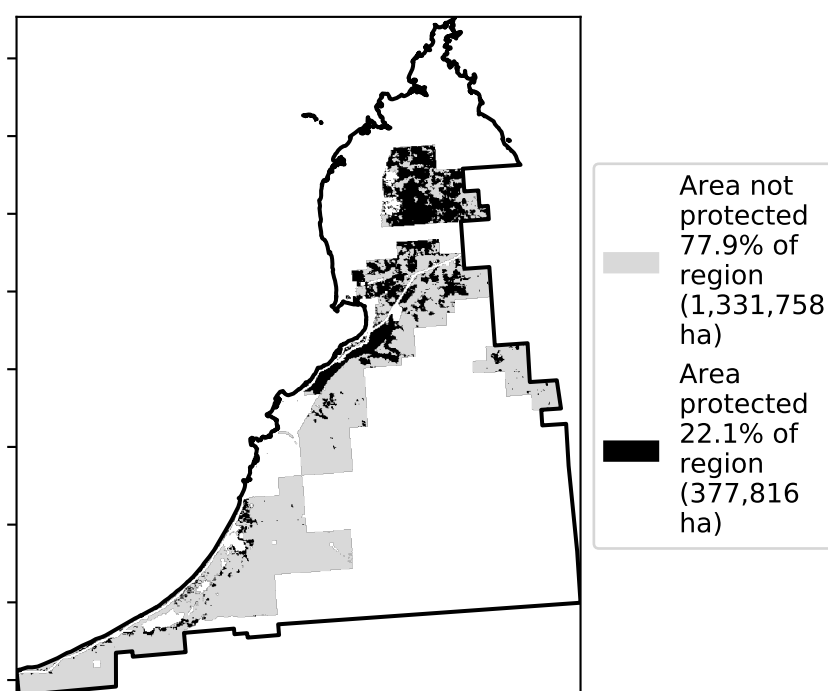 Area not
protected
77.9% of
region
(1,331,758
ha)
Area
protected
22.1% of
region
(377,816
ha)